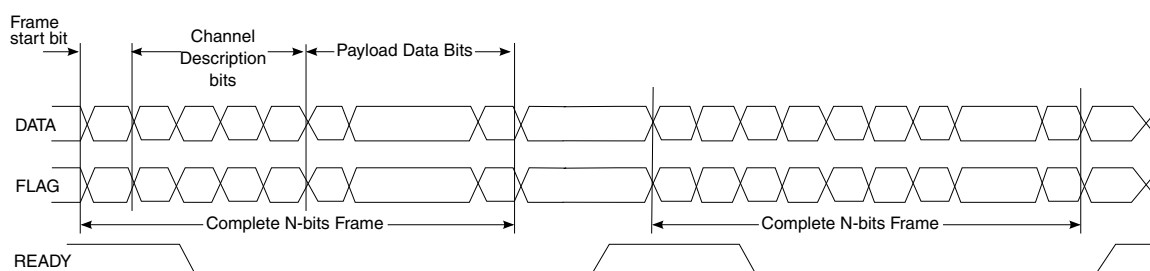 Frame
start bit
Channel
Description
bits
Payload Data Bits
DATA
FLAG
Complete N-bits Frame
Complete N-bits Frame
READY